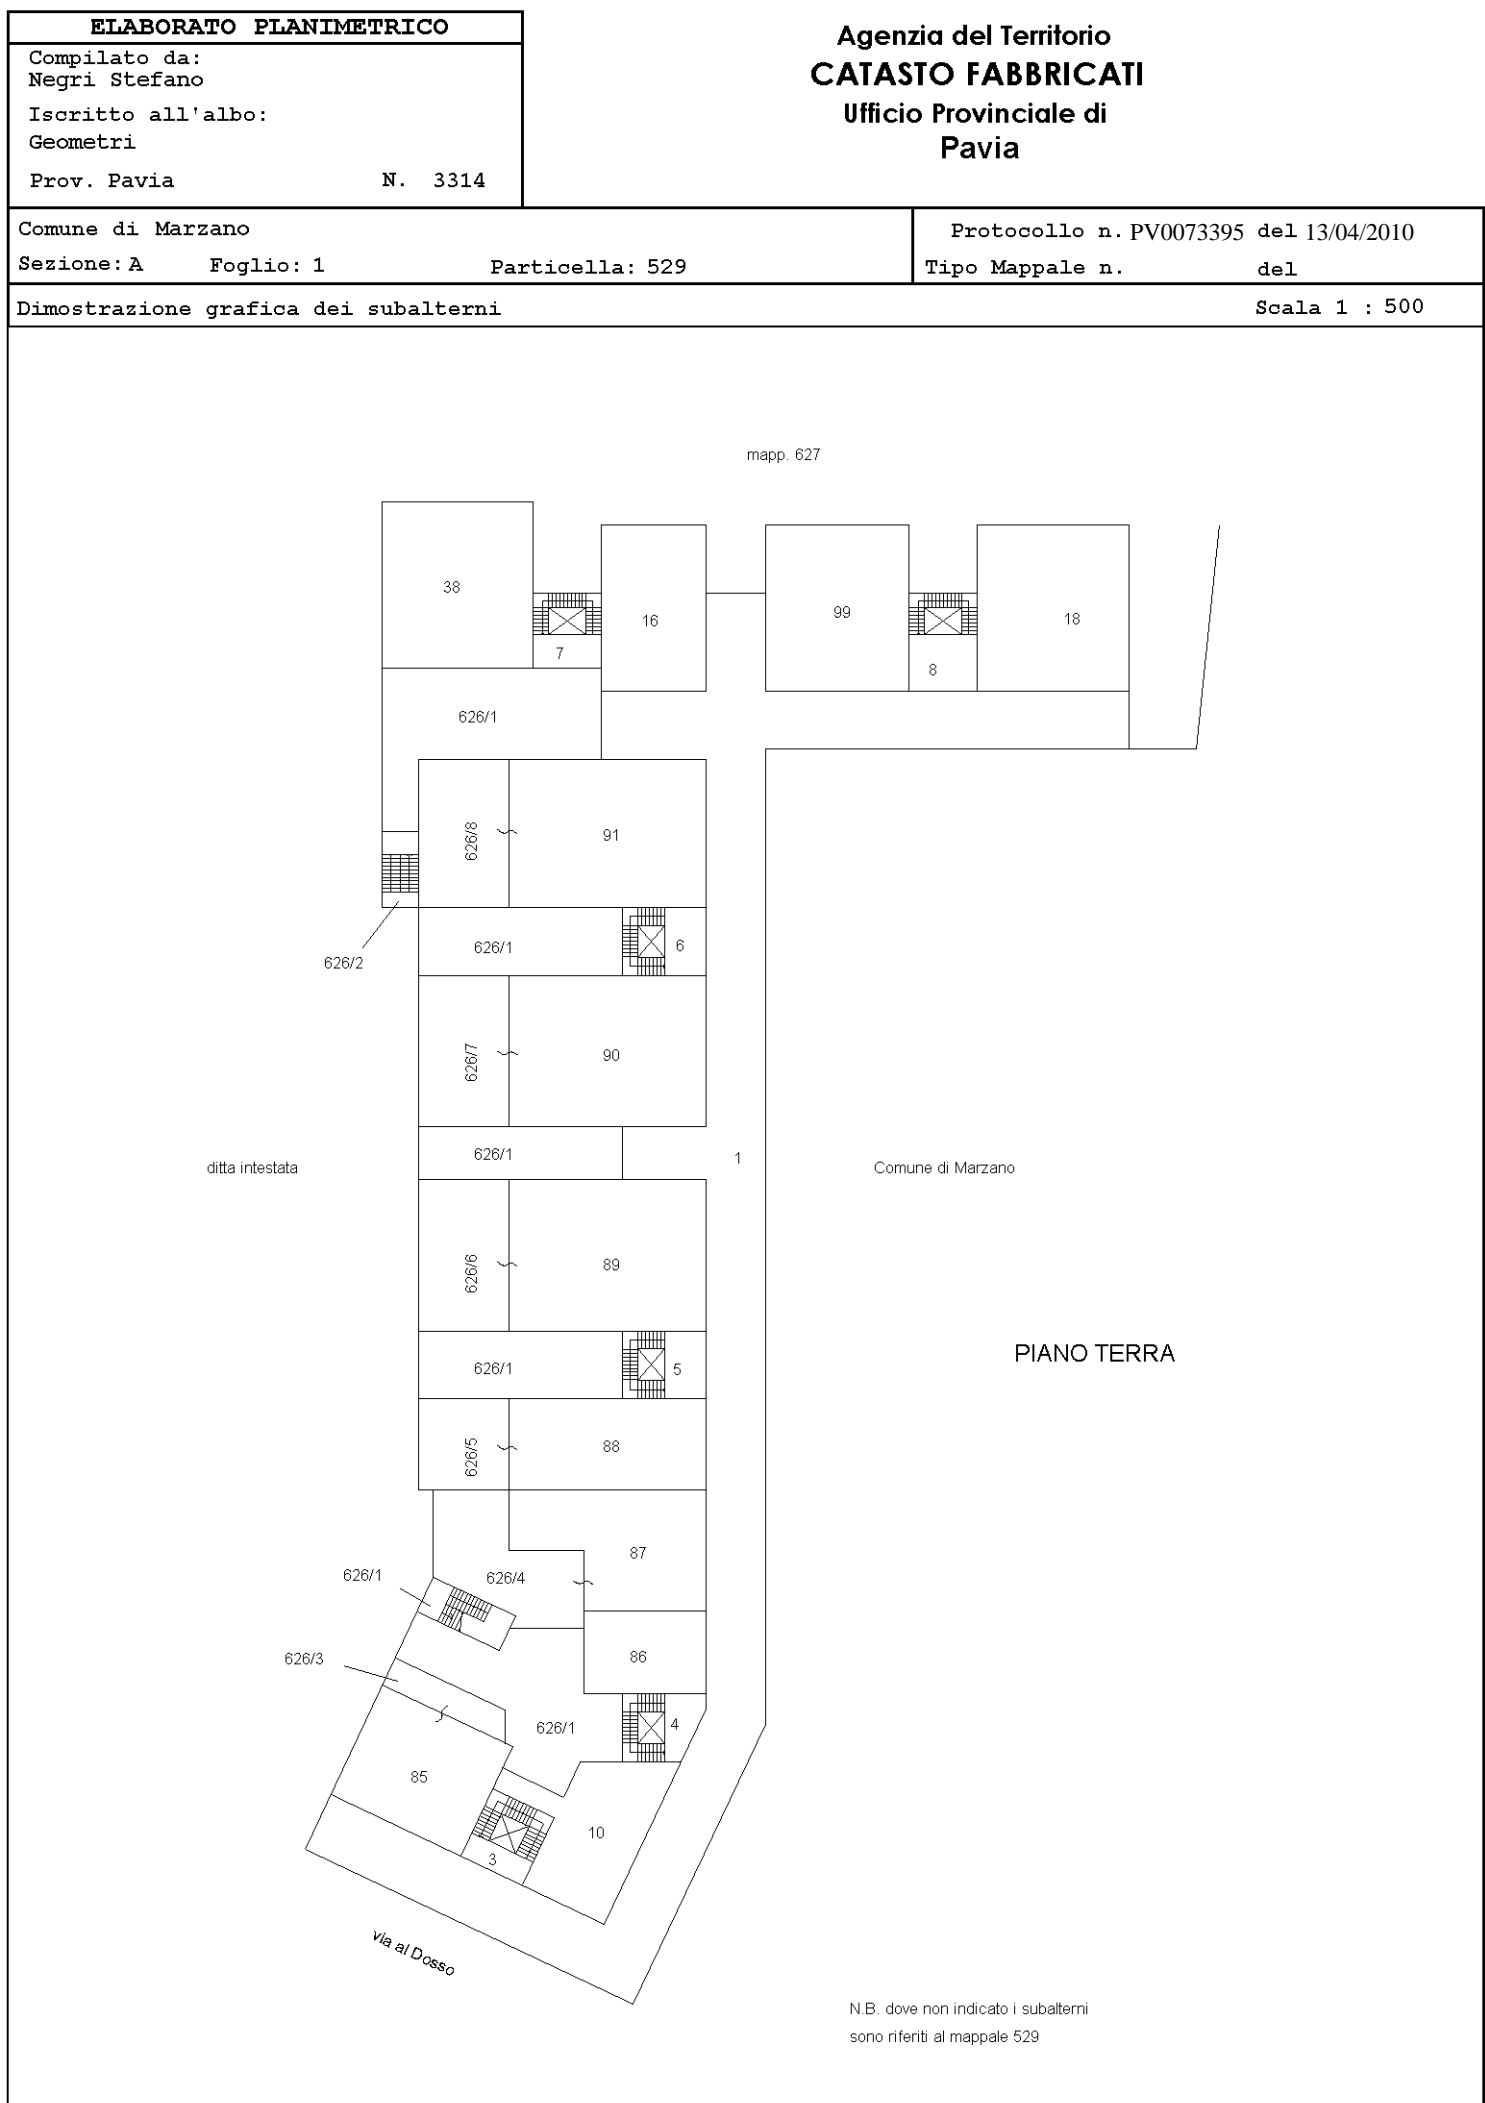 ELABORATO PLANIMETRICO
Compilato da:
Negri Stefano
Iscritto all'albo:
Geometri
Prov. Pavia N. 3314
Agenzia del Territorio
CATASTO FABBRICATI
Ufficio Provinciale di
Pavia
Comune di Marzano
Sezione: A Foglio: 1 Particella: 529
Protocollo n. PV0073395 del 13/04/2010
Tipo Mappale n. del
Dimostrazione grafica dei subalterni Scala 1 : 500
mapp. 627
38
16
99
18
7
8
626/1
626/8
91
626/2
626/1
6
626/7
90
626/1
1
ditta intestata
Comune di Marzano
626/6
89
PIANO TERRA
626/1
5
626/5
88
87
626/1
626/4
626/3
86
626/1
4
85
10
3
via al Dosso
N.B. dove non indicato i subalterni
sono riferiti al mappale 529